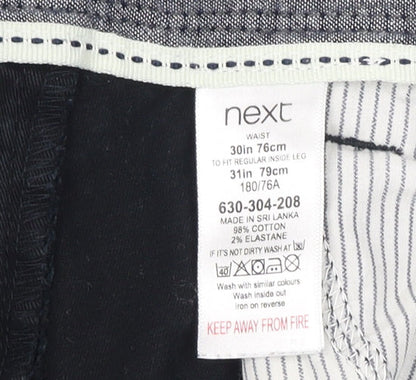 next
WAIST
30in 76cm
TO FIT REGULAR INSIDE LEG
31in 79cm
180/76A
630-304-208
MADE IN SRI LANKA
98% COTTON
2% ELASTANE
IF IT'S NOT DIRTY WASH AT 30
40
Wash with similar colours
Wash inside out
Iron on reverse
KEEP AWAY FROM FIRE